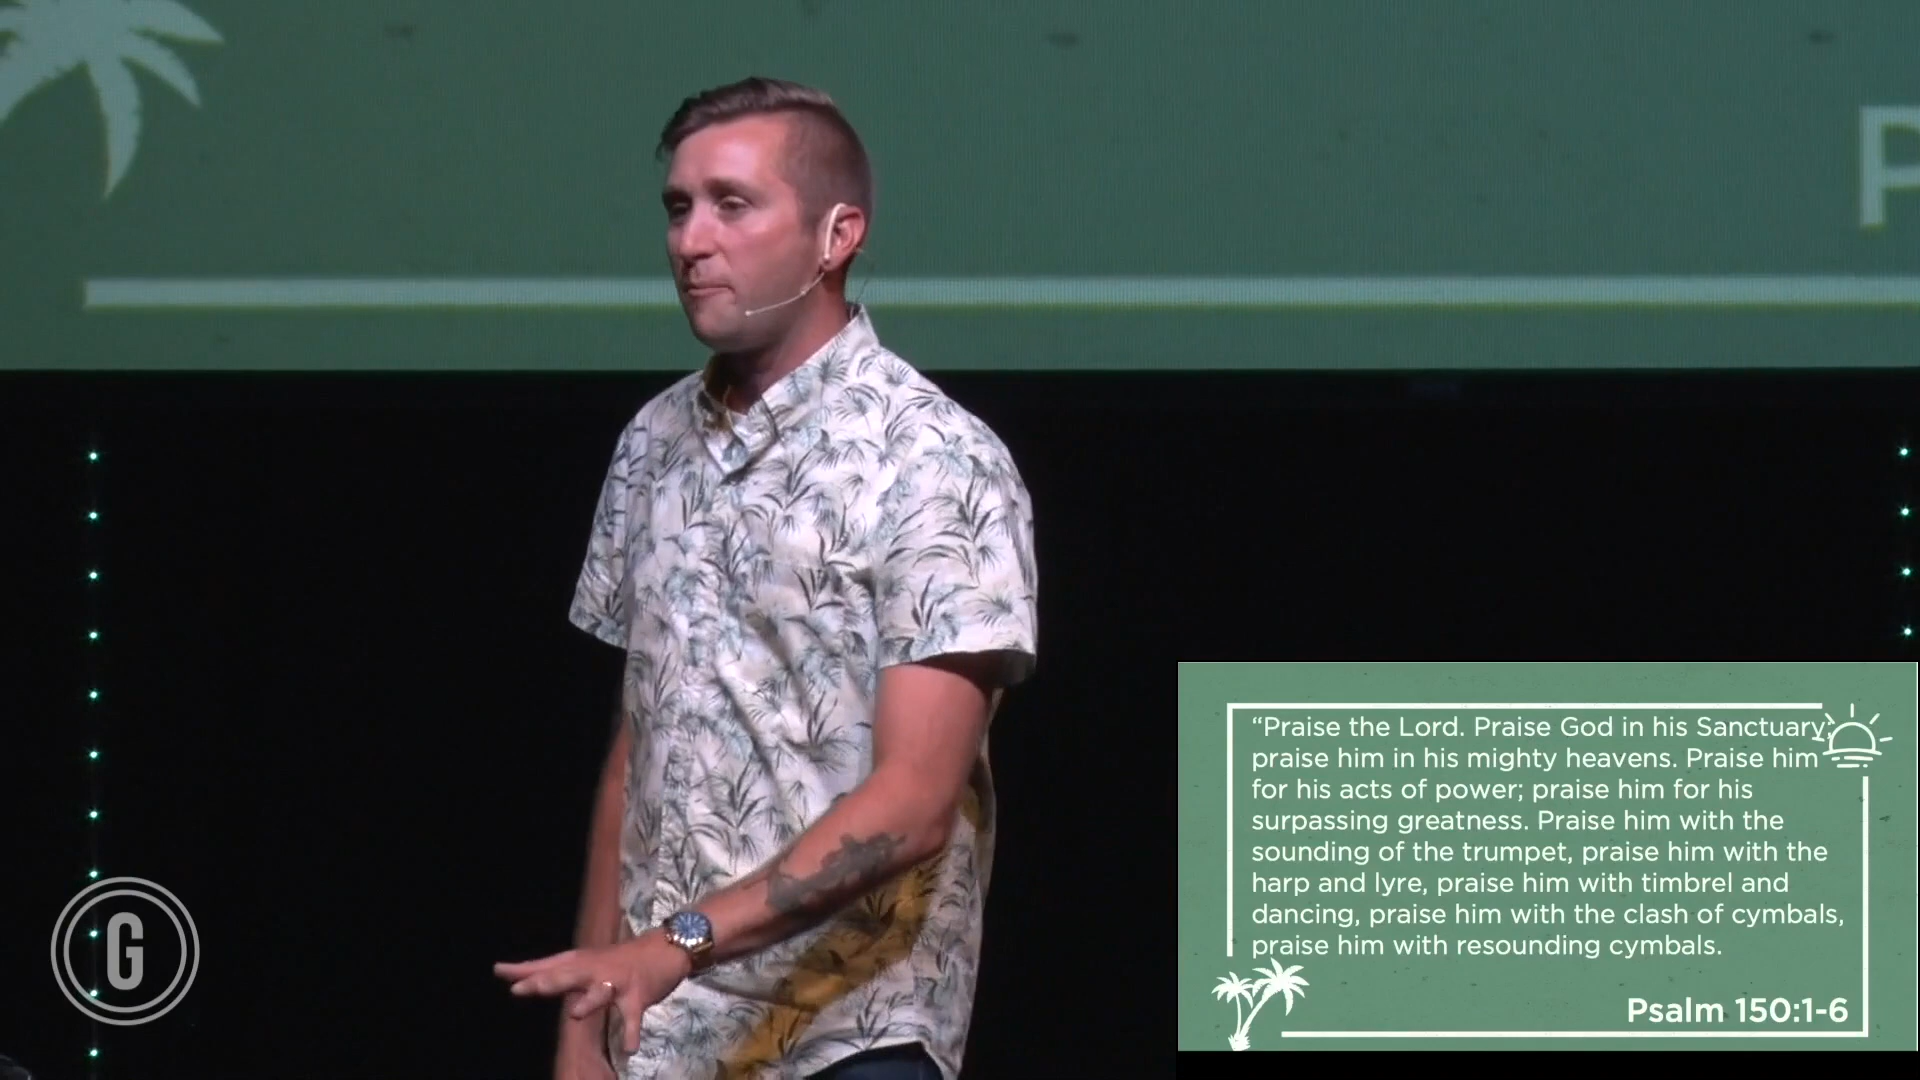 P
G
“Praise the Lord. Praise God in his Sanctuary;
praise him in his mighty heavens. Praise him
for his acts of power; praise him for his
surpassing greatness. Praise him with the
sounding of the trumpet, praise him with the
harp and lyre, praise him with timbrel and
dancing, praise him with the clash of cymbals,
praise him with resounding cymbals.
Psalm 150:1-6